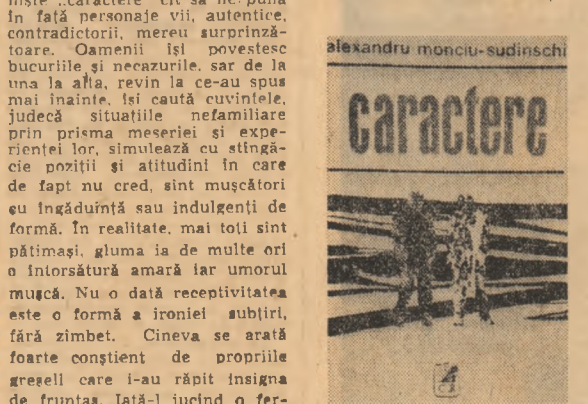 niște „caractere" cît să ne pună
în față personaje vii, autentice,
contradictorii, mereu surprinză-
toare. Oamenii își povestesc
bucuriile și necazurile, sar de la
una la alta, revin la ce-au spus
mai înainte, își caută cuvintele,
judecă situațiile nefamiliare
prin prisma meseriei și expe-
rienței lor, simulează cu stîngă-
cie poziții și atitudini în care
de fapt nu cred, sînt mușcători
cu îngăduință sau indulgenți de
formă. În realitate, mai toți sînt
pătimași, gluma ia de multe ori
o întorsătură amară iar umorul
mușcă. Nu o dată receptivitatea
este o formă a ironiei subțiri,
fără zîmbet. Cineva se arată
foarte conștient de propriile
greșeli care i-au răpit insigna
de fruntaș. Iată-l jucînd o fer-
alexandru monciu-sudinschi
caractere